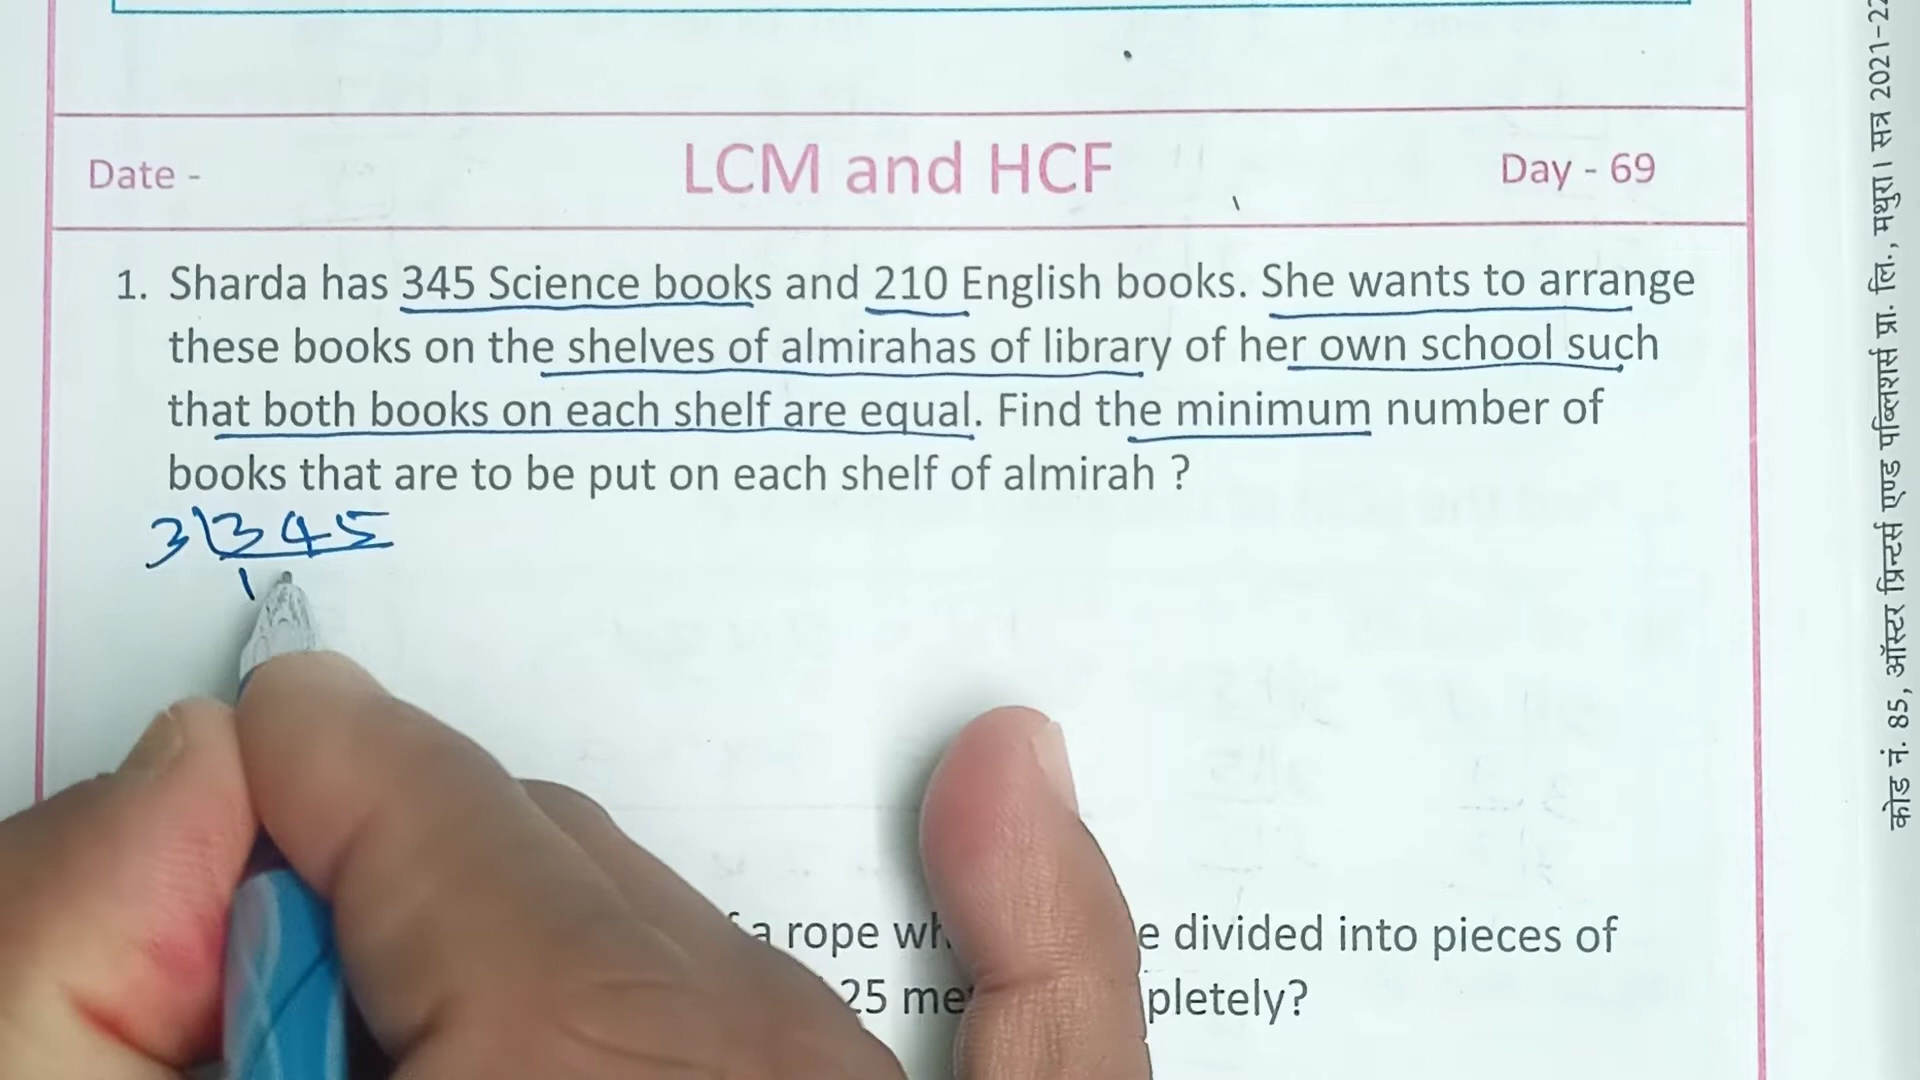 Date -
LCM and HCF
Day - 69
1. Sharda has 345 Science books and 210 English books. She wants to arrange
these books on the shelves of almirahas of library of her own school such
that both books on each shelf are equal. Find the minimum number of
books that are to be put on each shelf of almirah ?
3)345
1
a rope divided into pieces of
25
कोड नं. 85, ऑस्टर प्रिन्टर्स एण्ड पब्लिशर्स प्रा. लि., मथुरा। सत्र 2021-22